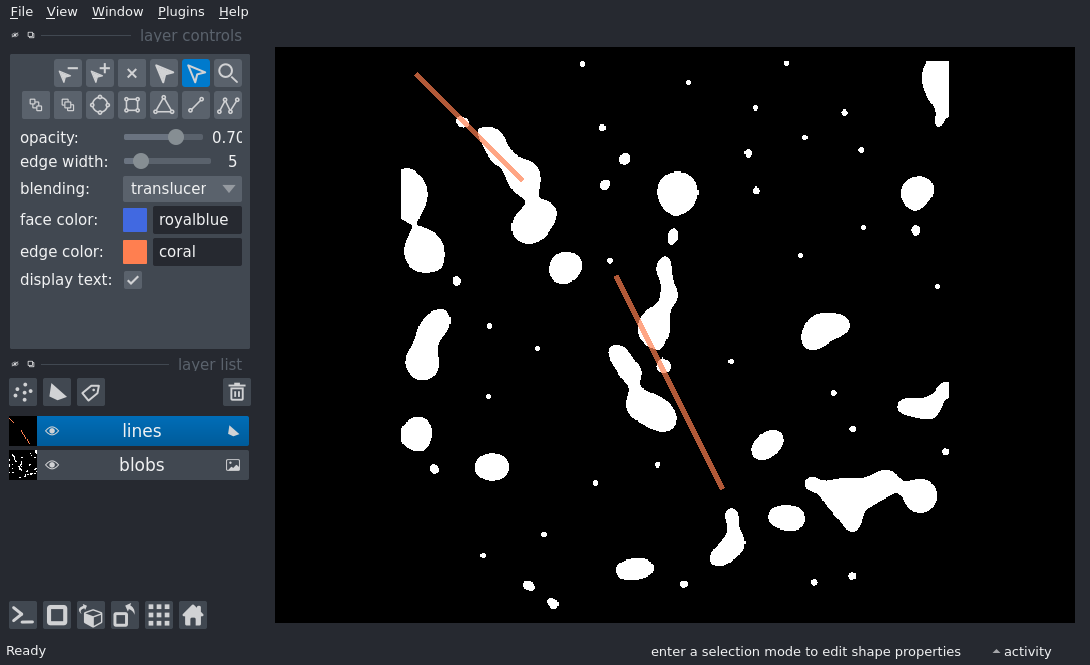 File View Window Plugins Help
layer controls
opacity: 0.70
edge width: 5
blending: translucer
face color: royalblue
edge color: coral
display text:
layer list
lines
blobs
Ready
enter a selection mode to edit shape properties
activity